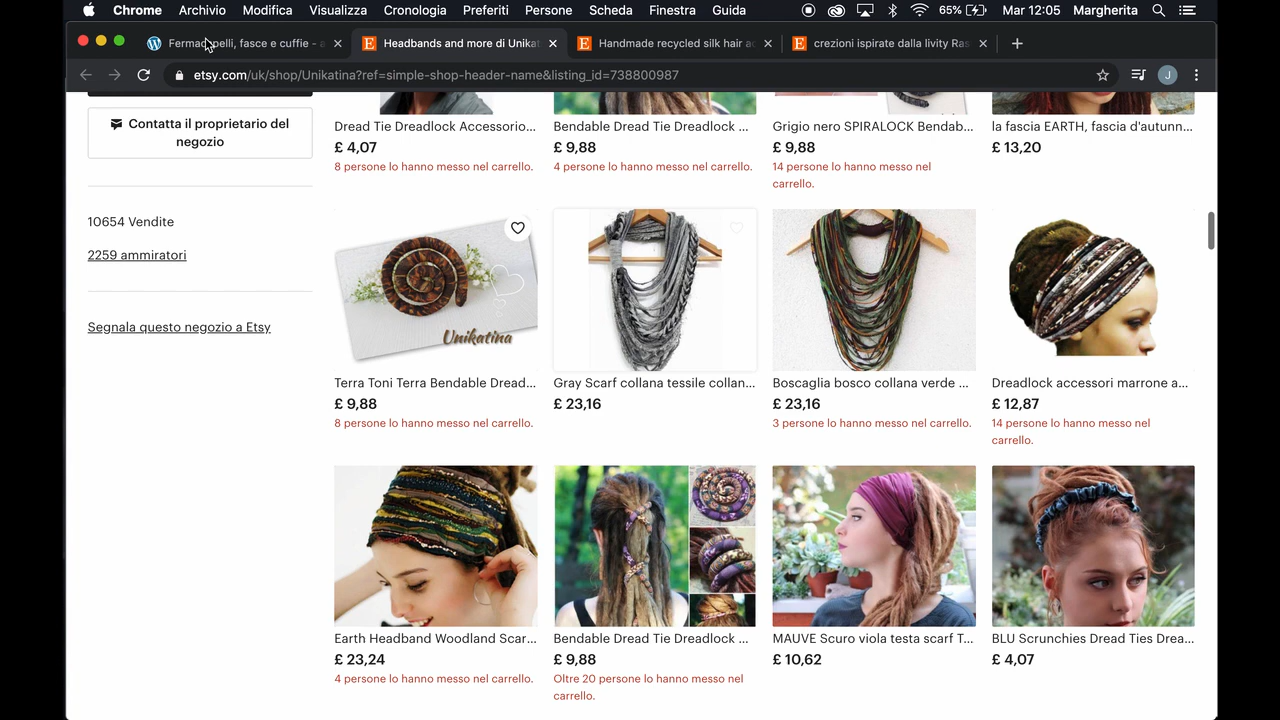 Chrome Archivio Modifica Visualizza Cronologia Preferiti Persone Scheda Finestra Guida 65% Mar 12:05 Margherita
Fermacapelli, fasce e cuffie - a
Headbands and more di Unikat
Handmade recycled silk hair ac
crezioni ispirate dalla livity Ras
etsy.com/uk/shop/Unikatina?ref=simple-shop-header-name&listing_id=738800987
J
Contatta il proprietario del
negozio
10654 Vendite
2259 ammiratori
Segnala questo negozio a Etsy
Dread Tie Dreadlock Accessorio...
£ 4,07
8 persone lo hanno messo nel carrello.
Bendable Dread Tie Dreadlock ...
£ 9,88
4 persone lo hanno messo nel carrello.
Grigio nero SPIRALOCK Bendab...
£ 9,88
14 persone lo hanno messo nel
carrello.
la fascia EARTH, fascia d'autunn...
£ 13,20
Unikatina
Terra Toni Terra Bendable Dread...
£ 9,88
8 persone lo hanno messo nel carrello.
Gray Scarf collana tessile collan...
£ 23,16
Boscaglia bosco collana verde ...
£ 23,16
3 persone lo hanno messo nel carrello.
Dreadlock accessori marrone a...
£ 12,87
14 persone lo hanno messo nel
carrello.
Earth Headband Woodland Scar...
£ 23,24
4 persone lo hanno messo nel carrello.
Bendable Dread Tie Dreadlock ...
£ 9,88
Oltre 20 persone lo hanno messo nel
carrello.
MAUVE Scuro viola testa scarf T...
£ 10,62
BLU Scrunchies Dread Ties Drea...
£ 4,07